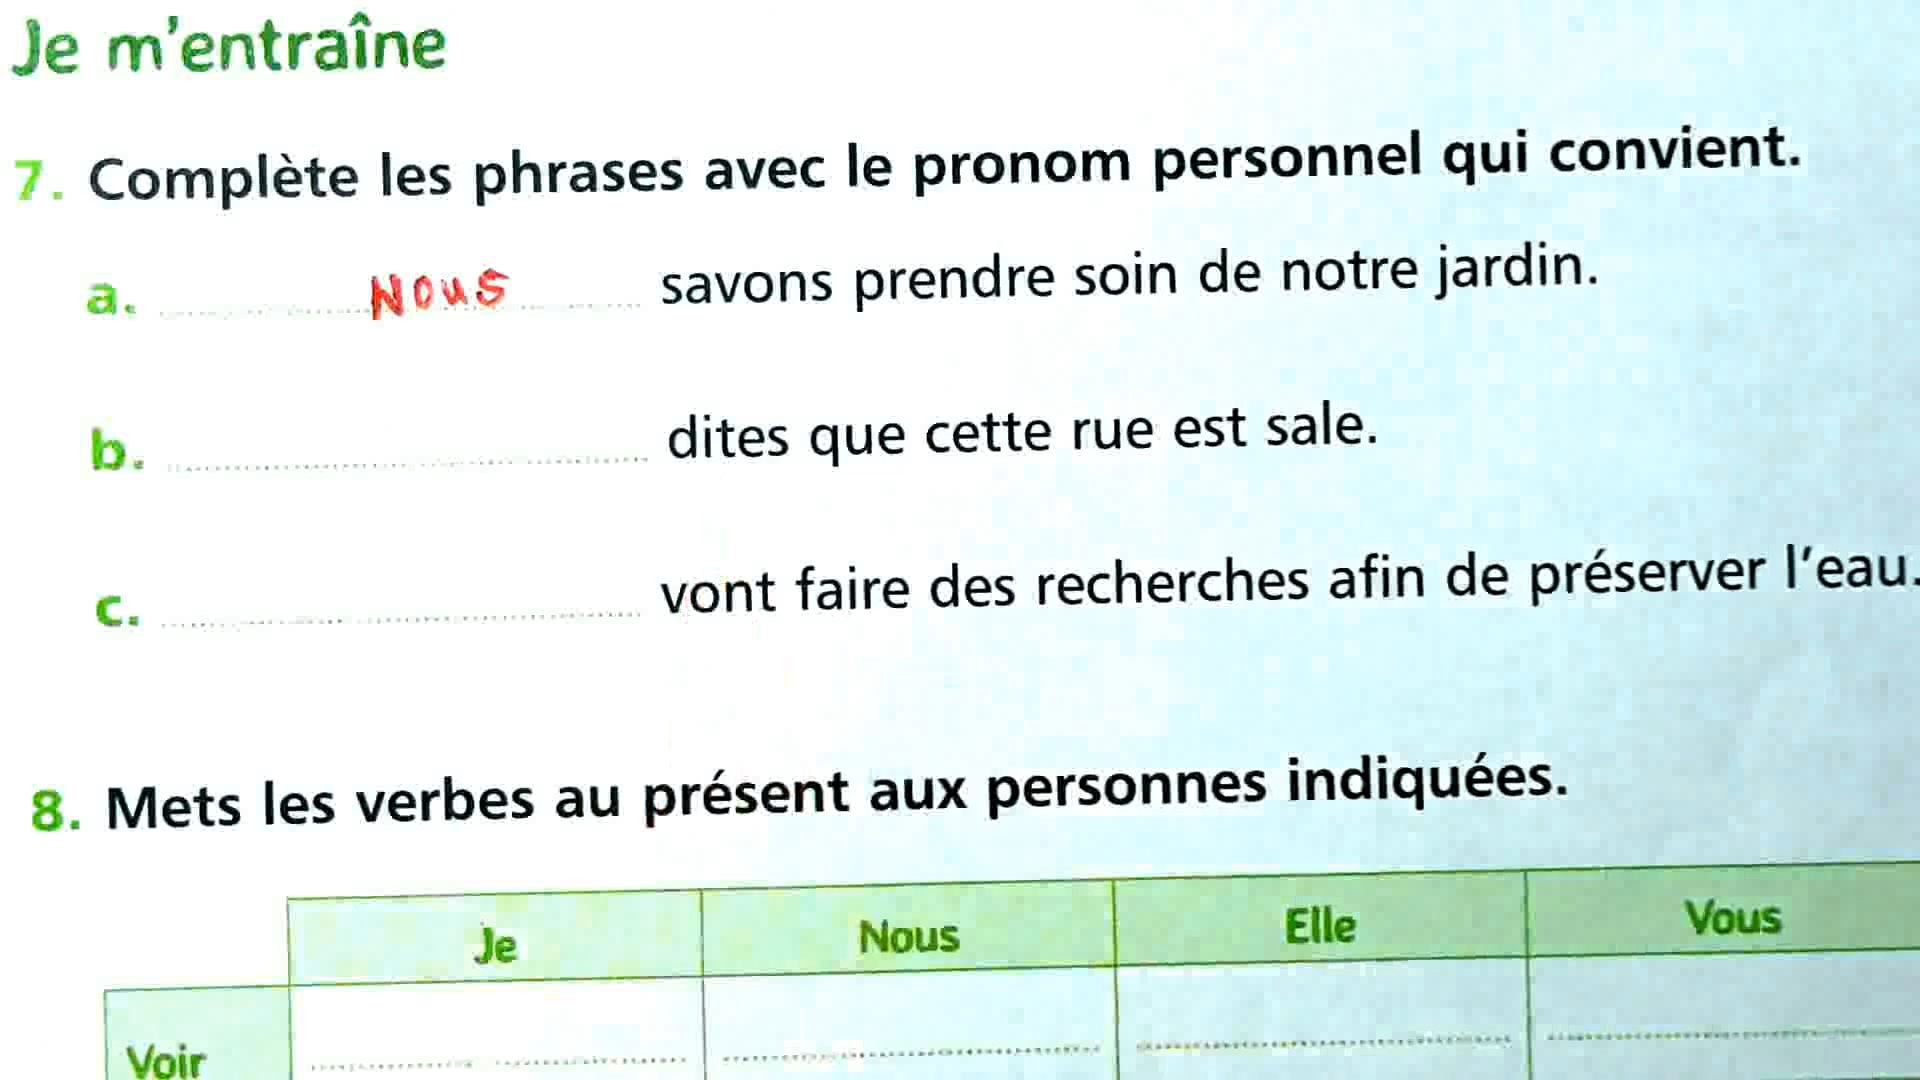 Je m'entraîne
7. Complète les phrases avec le pronom personnel qui convient.
a. NOUS savons prendre soin de notre jardin.
b. dites que cette rue est sale.
c. vont faire des recherches afin de préserver l'eau.
8. Mets les verbes au présent aux personnes indiquées.
Je Nous Elle Vous
Voir